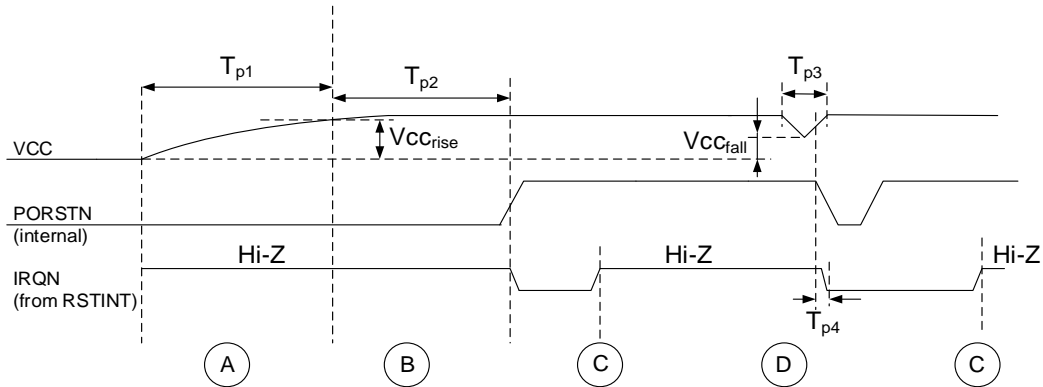 Tp1
Tp2
Tp3
VCC
Vccrise
Vccfall
PORSTN
(internal)
Hi-Z
Hi-Z
Hi-Z
IRQN
(from RSTINT)
Tp4
A
B
C
D
C